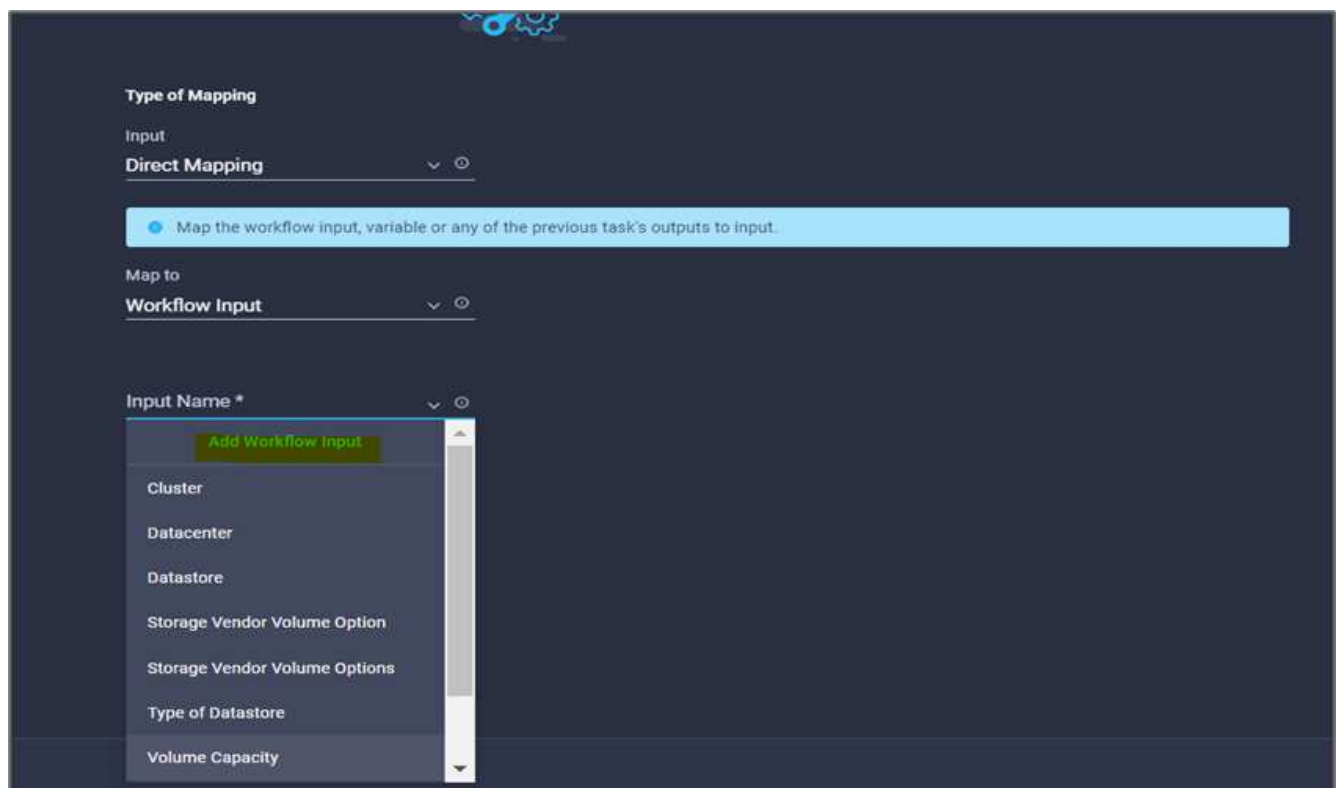 Type of Mapping
Input
Direct Mapping
Map the workflow input, variable or any of the previous task's outputs to input.
Map to
Workflow Input
Input Name *
Add Workflow Input
Cluster
Datacenter
Datastore
Storage Vendor Volume Option
Storage Vendor Volume Options
Type of Datastore
Volume Capacity